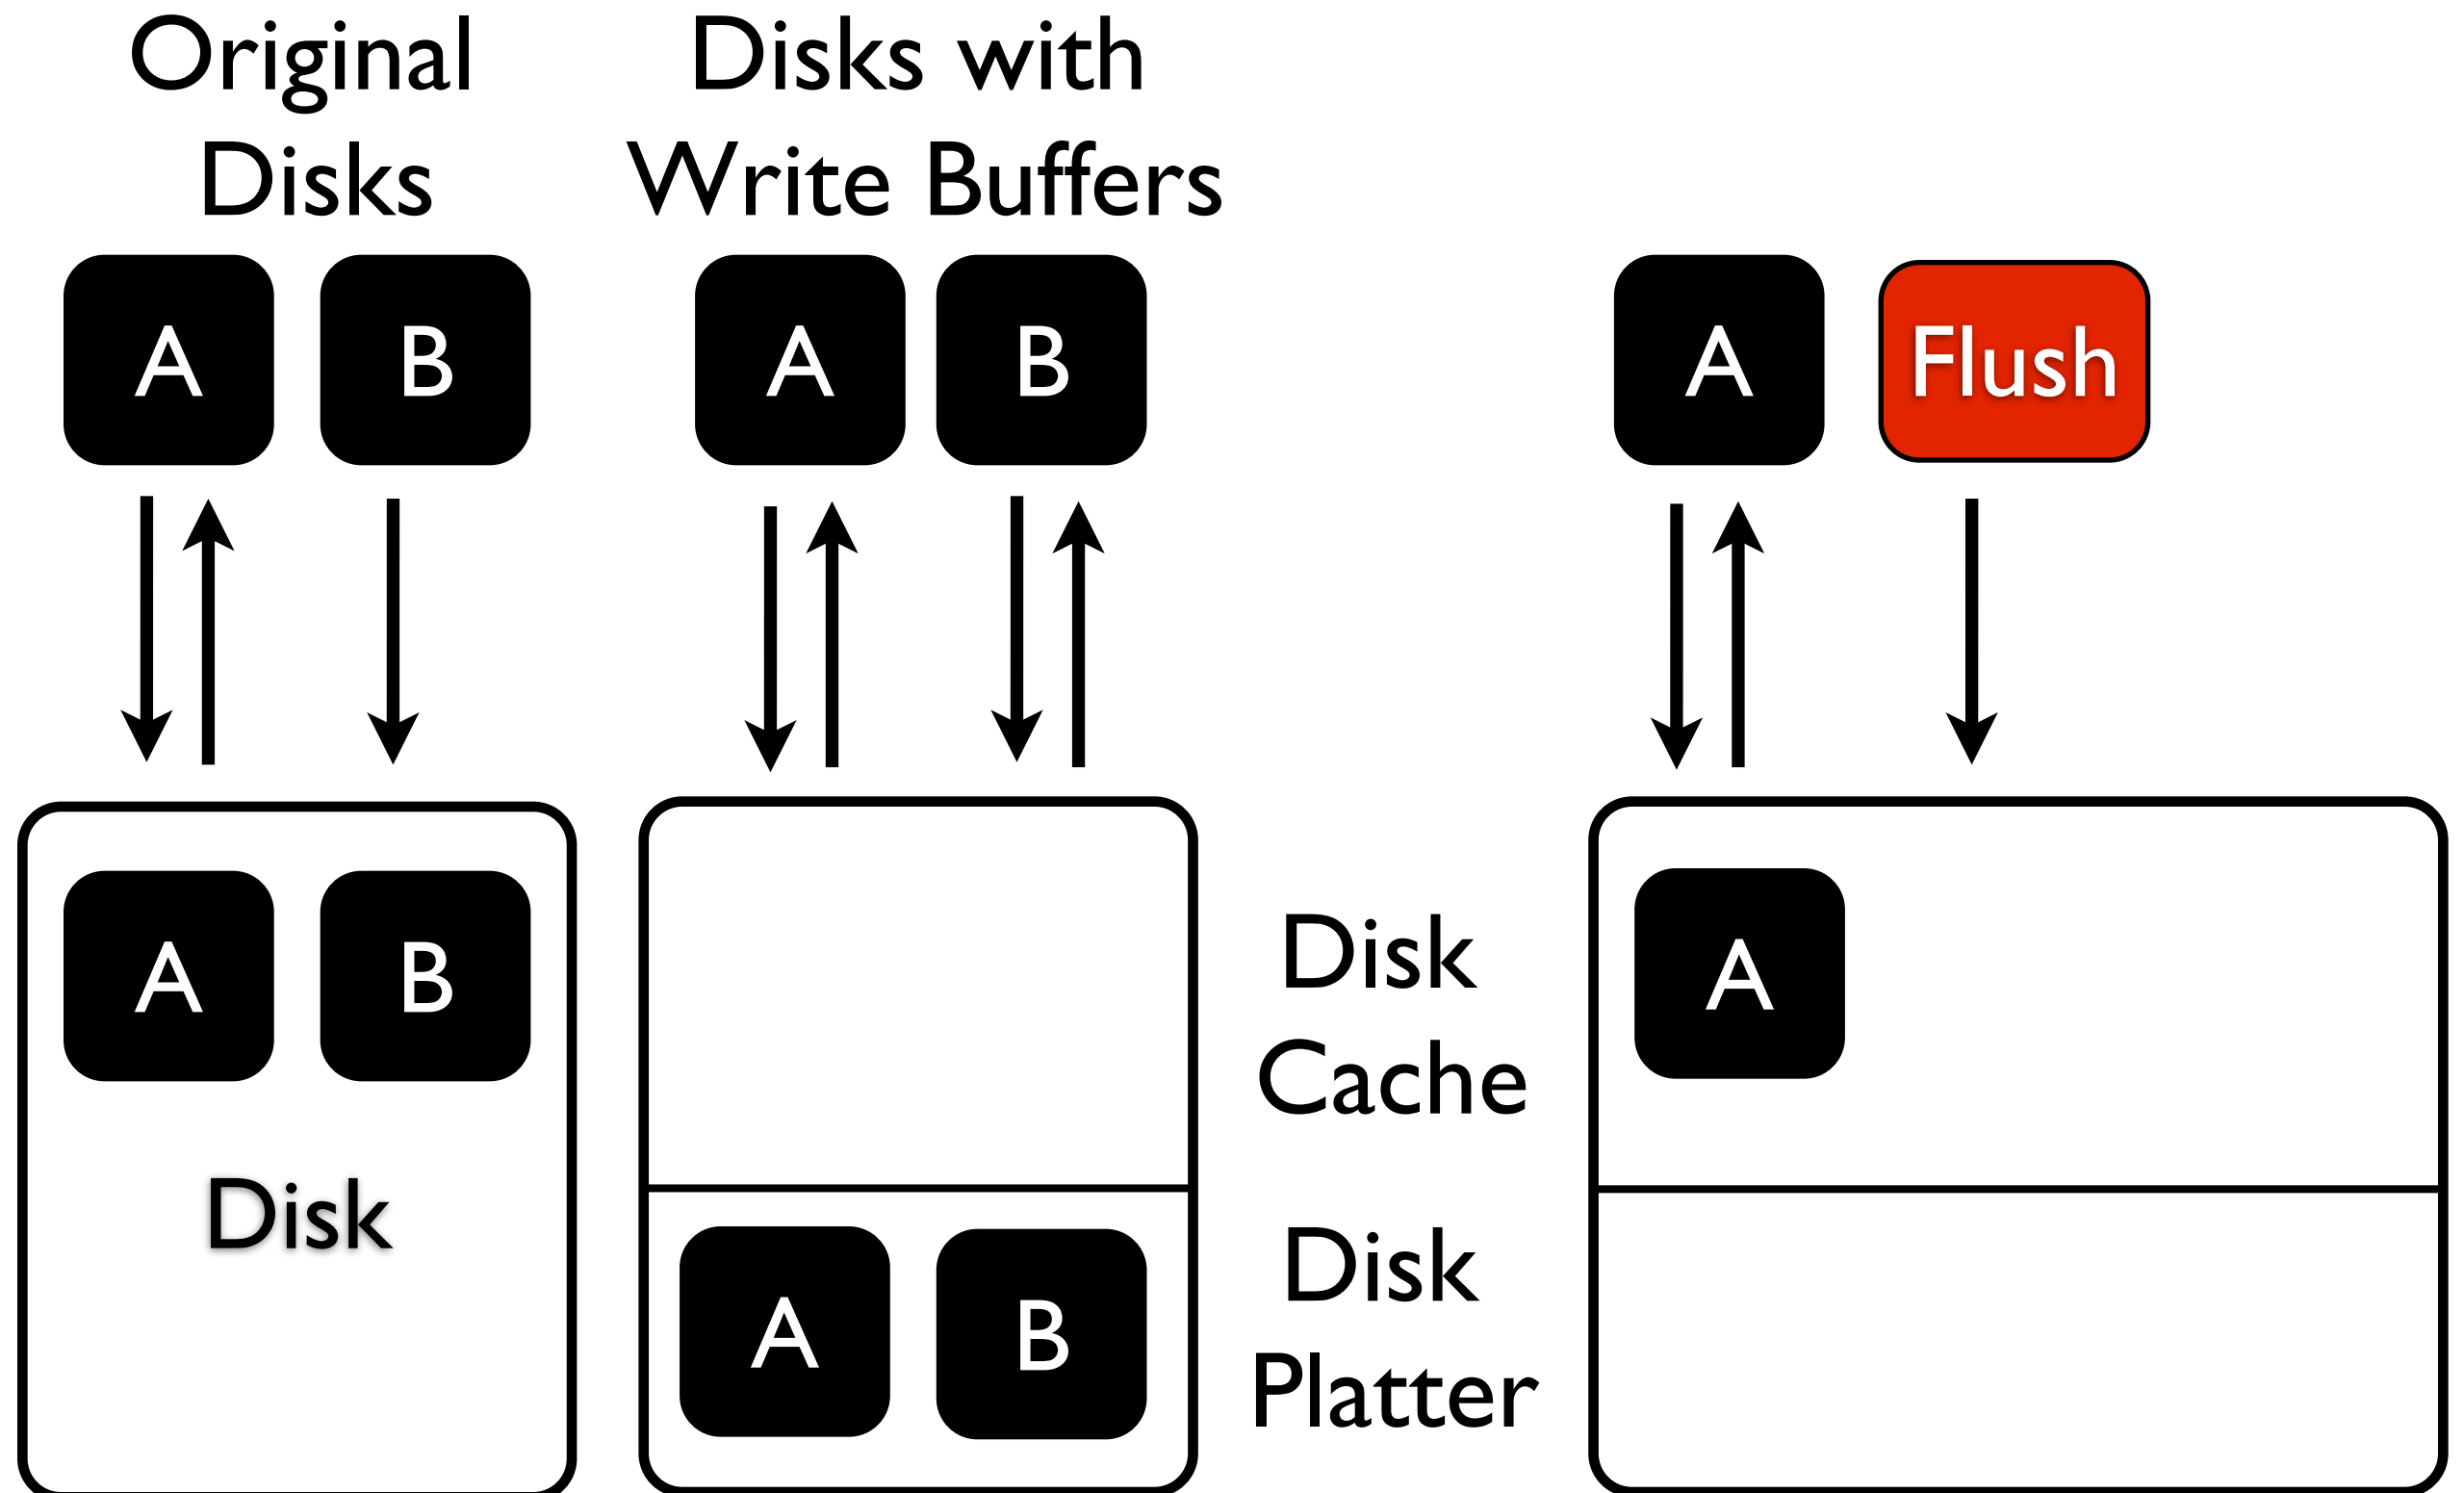 Original
Disks
Disks with
Write Buffers
A
B
A
B
A
Flush
A
B
Disk
A
B
Disk
Cache
Disk
Platter
A